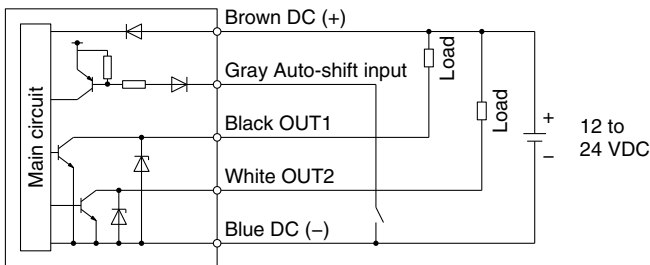 Brown DC (+)
Gray Auto-shift input
Black OUT1
White OUT2
Blue DC (−)
Main circuit
Load
Load
+
−
12 to
24 VDC